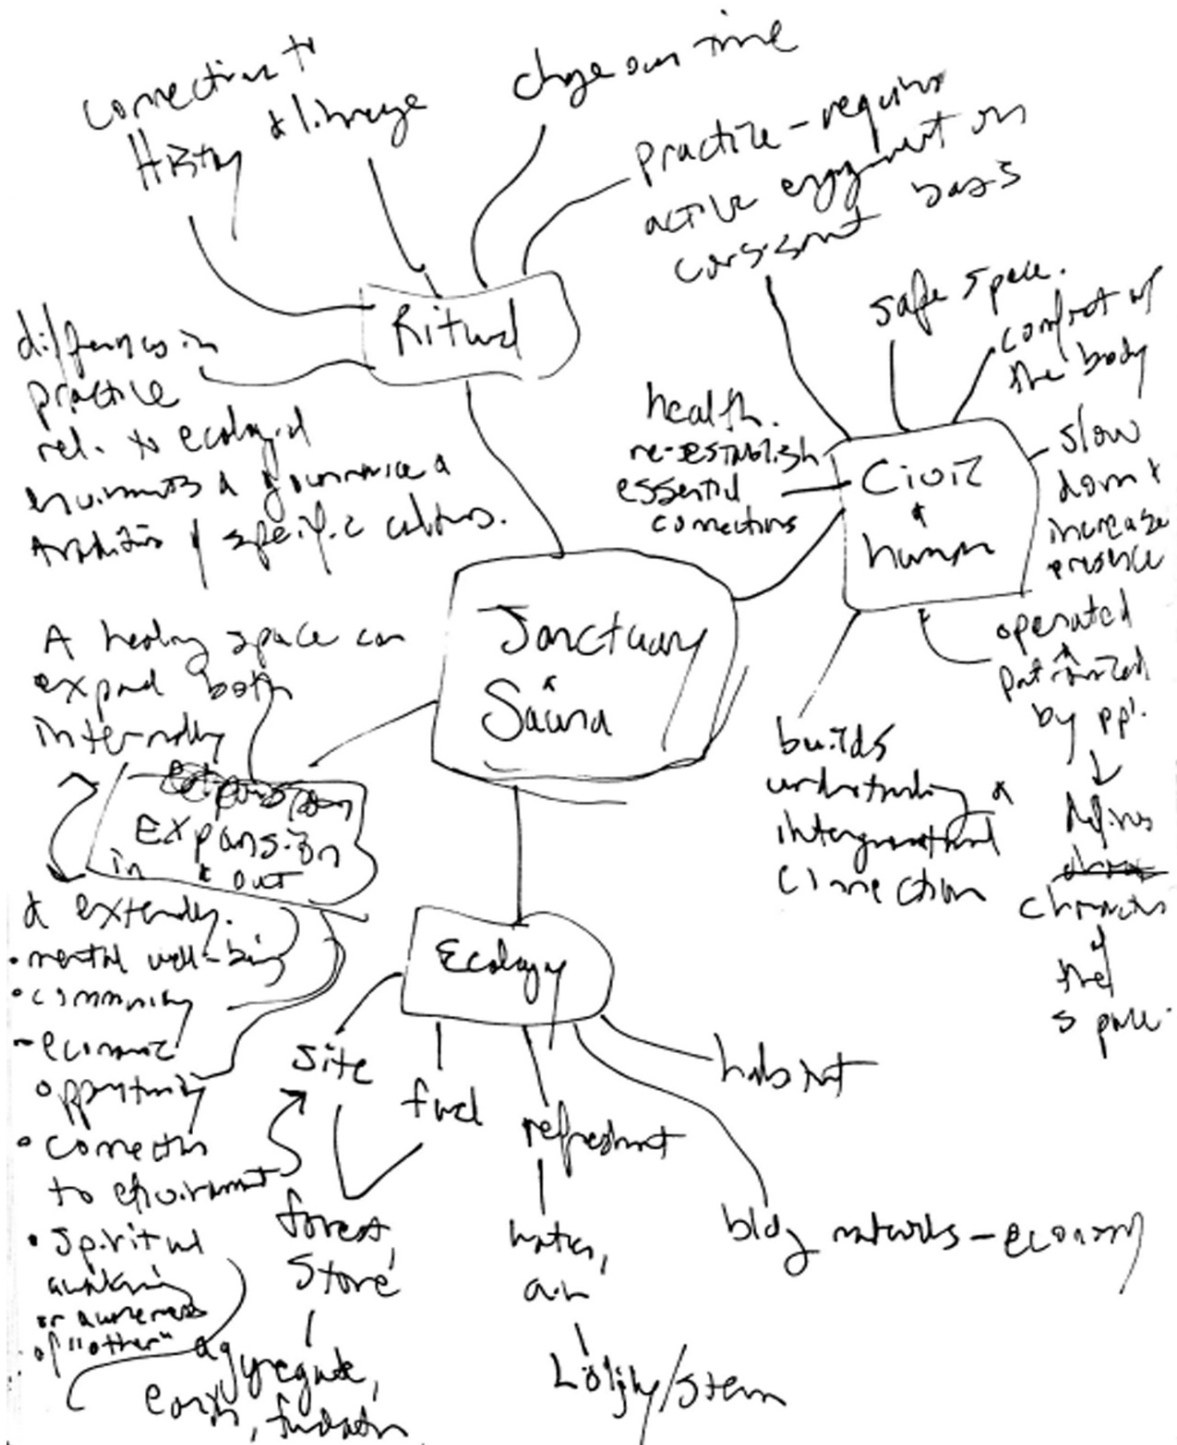 connection to
History
& lineage
change over time
practice - requires
active engagement on
consistent basis
Ritual
differences in
practice
rel. to ecological
environments & governance &
traditions of specific cultures.
safe space.
comfort of
the body
health.
re-establish
essential
connections
Civic
&
human
slow
down &
increase
presence
operated
&
patronized
by ppl.
defines
character
of
the
space.
builds
understanding &
intergenerational
connection
Sanctuary
&
Sauna
A healing space can
expand both
internally
Expansion
in & out
& externally.
• mental well-being
• community
- economic
opportunity
• connection
to environment
• Spiritual
awakening
or awareness
of "other"
Ecology
site
fuel
refreshment
habitat
bldg materials - economy
forest,
stone
aggregate,
earth,
water,
air
Löyly/steam